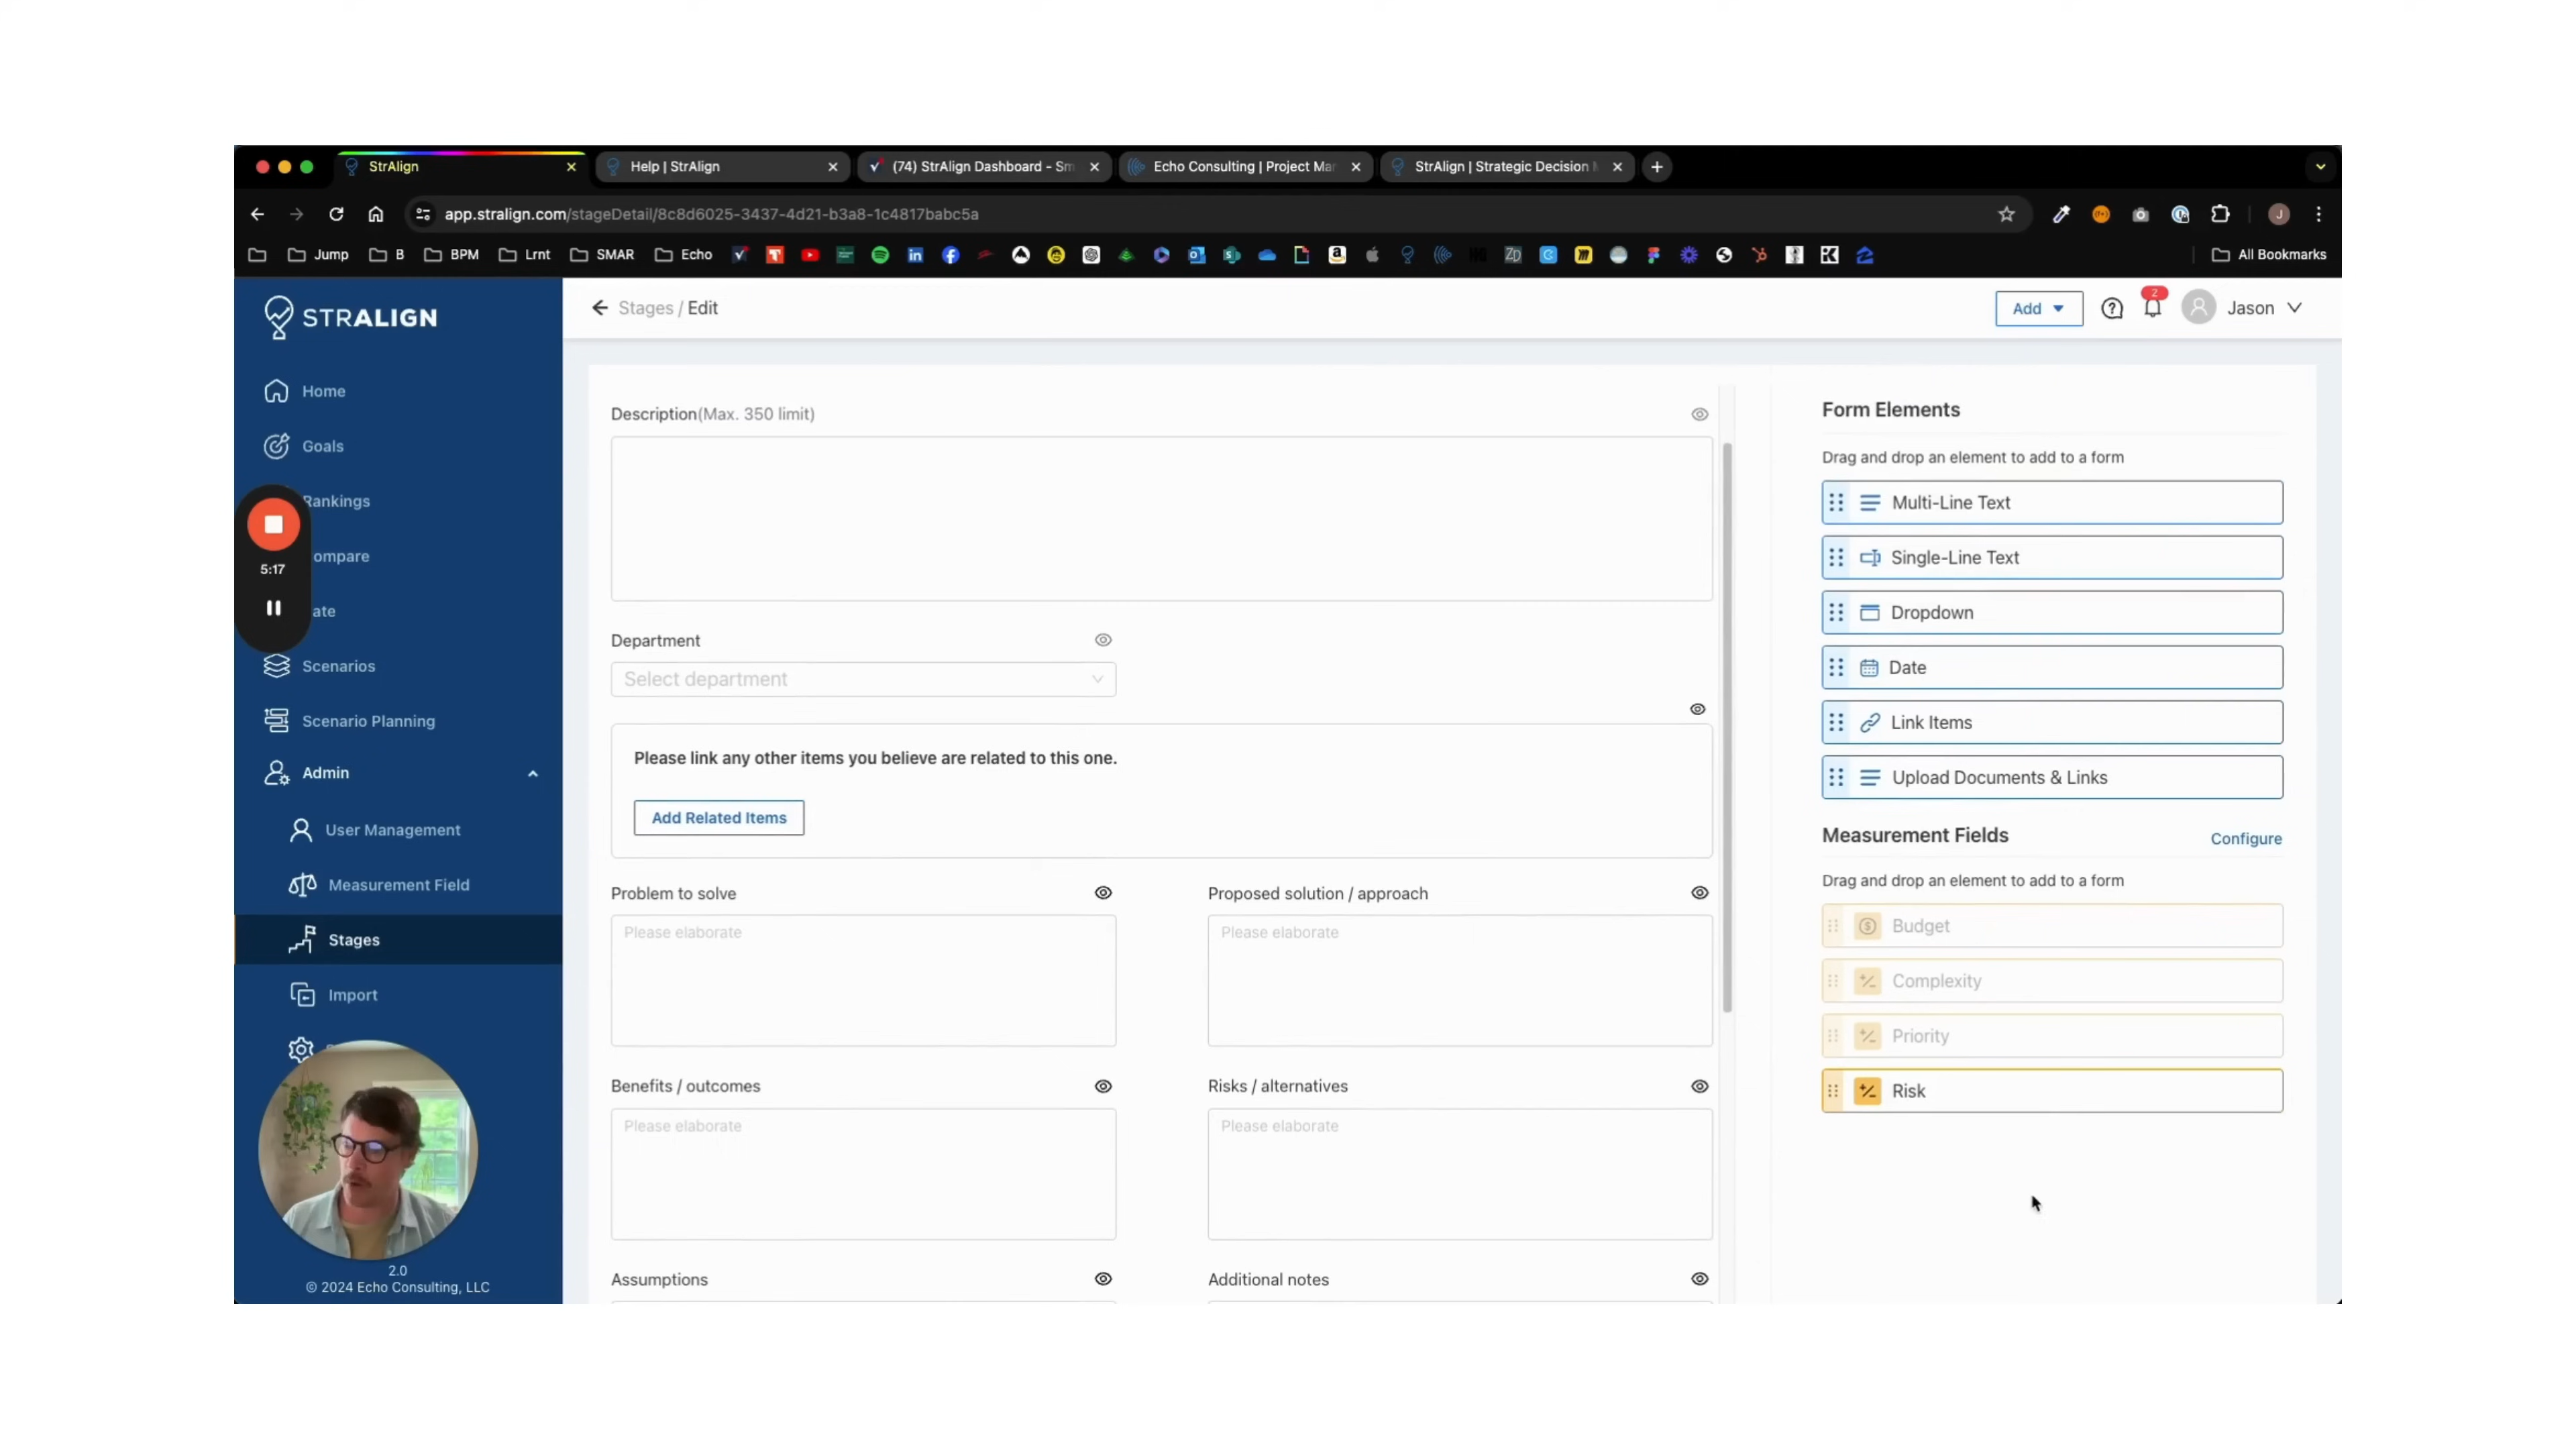 StrAlign
Help | StrAlign
(74) StrAlign Dashboard - Sm
Echo Consulting | Project Mar
StrAlign | Strategic Decision M
app.stralign.com/stageDetail/8c8d6025-3437-4d21-b3a8-1c4817babc5a
Jump
B
BPM
Lrnt
SMAR
Echo
All Bookmarks
STRALIGN
Stages / Edit
Add
2
Jason
Home
Goals
Rankings
ompare
ate
5:17
Scenarios
Scenario Planning
Admin
User Management
Measurement Field
Stages
Import
2.0
© 2024 Echo Consulting, LLC
Description(Max. 350 limit)
Department
Select department
Please link any other items you believe are related to this one.
Add Related Items
Problem to solve
Proposed solution / approach
Please elaborate
Please elaborate
Benefits / outcomes
Risks / alternatives
Please elaborate
Please elaborate
Assumptions
Additional notes
Form Elements
Drag and drop an element to add to a form
Multi-Line Text
Single-Line Text
Dropdown
Date
Link Items
Upload Documents & Links
Measurement Fields
Configure
Drag and drop an element to add to a form
Budget
Complexity
Priority
Risk